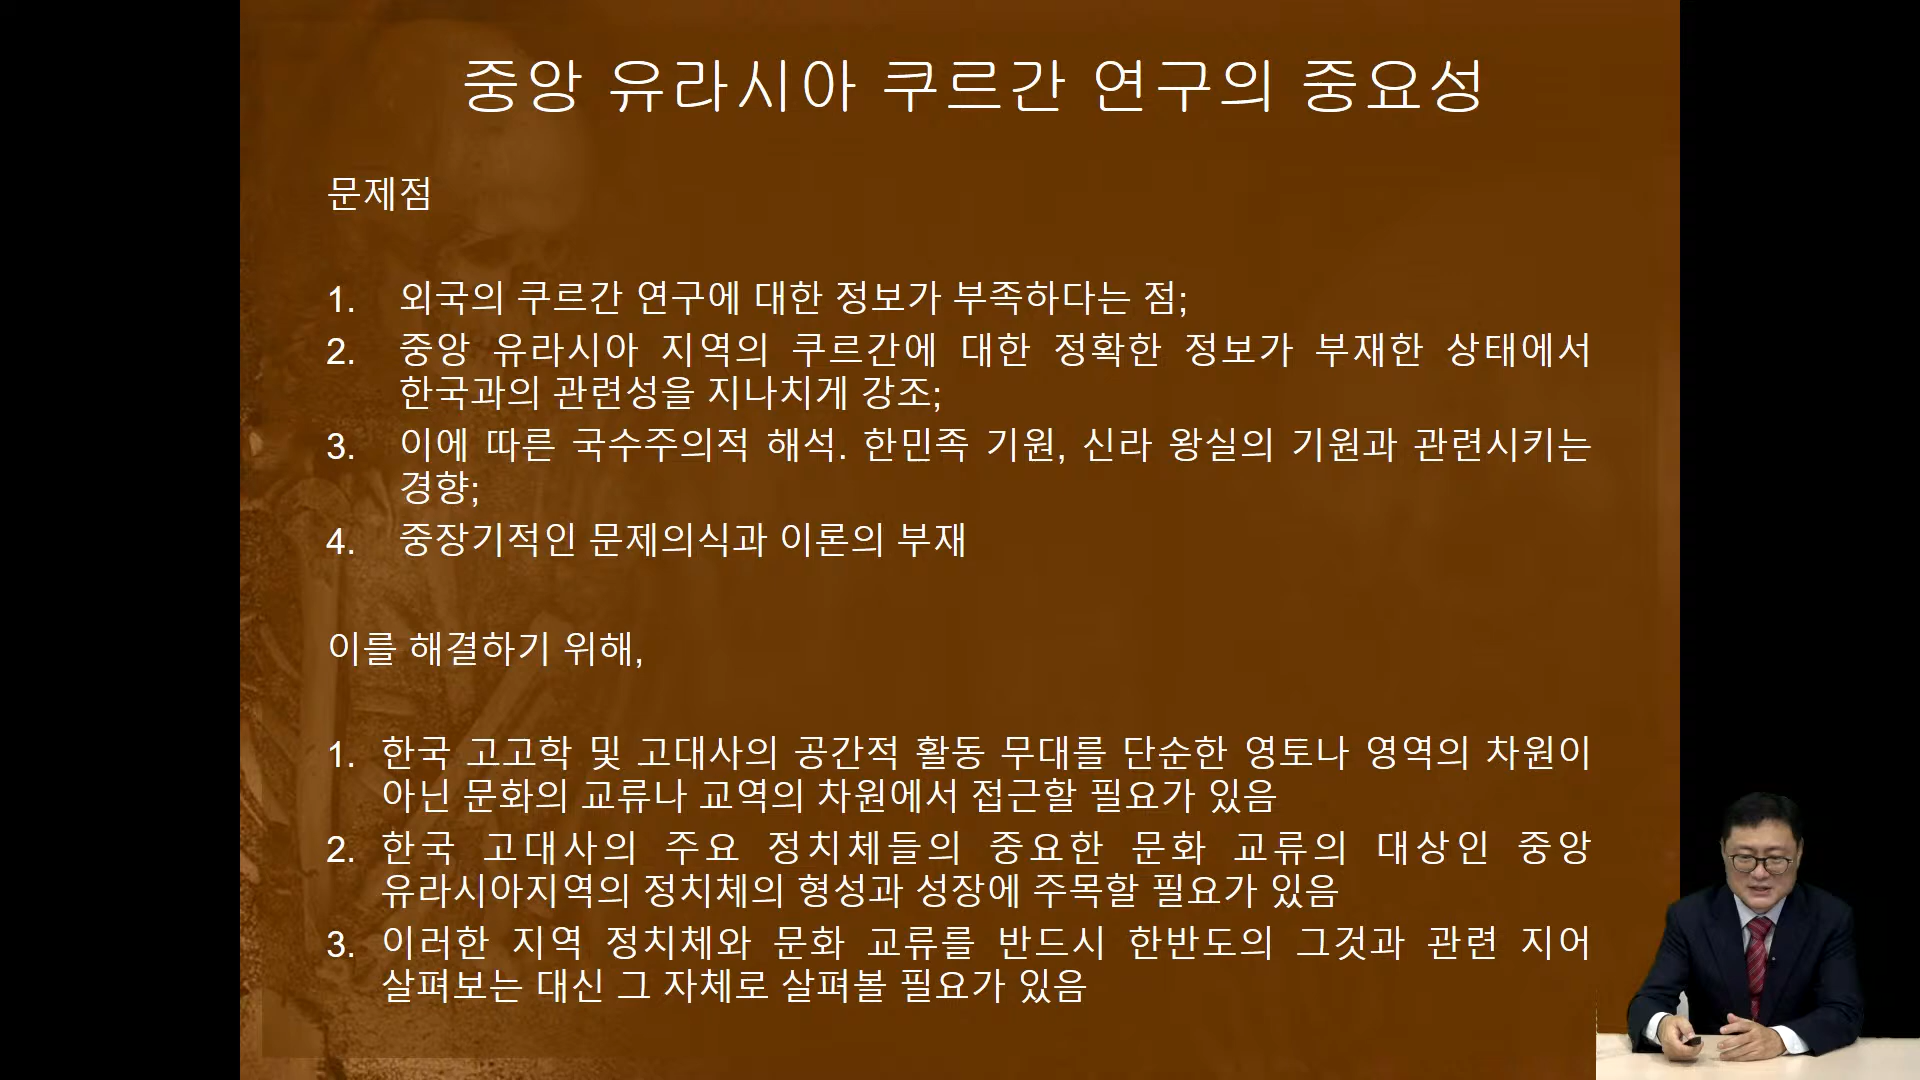 중앙 유라시아 쿠르간 연구의 중요성
문제점
1. 외국의 쿠르간 연구에 대한 정보가 부족하다는 점;
2. 중앙 유라시아 지역의 쿠르간에 대한 정확한 정보가 부재한 상태에서
한국과의 관련성을 지나치게 강조;
3. 이에 따른 국수주의적 해석. 한민족 기원, 신라 왕실의 기원과 관련시키는
경향;
4. 중장기적인 문제의식과 이론의 부재
이를 해결하기 위해,
1. 한국 고고학 및 고대사의 공간적 활동 무대를 단순한 영토나 영역의 차원이
아닌 문화의 교류나 교역의 차원에서 접근할 필요가 있음
2. 한국 고대사의 주요 정치체들의 중요한 문화 교류의 대상인 중앙
유라시아지역의 정치체의 형성과 성장에 주목할 필요가 있음
3. 이러한 지역 정치체와 문화 교류를 반드시 한반도의 그것과 관련 지어
살펴보는 대신 그 자체로 살펴볼 필요가 있음